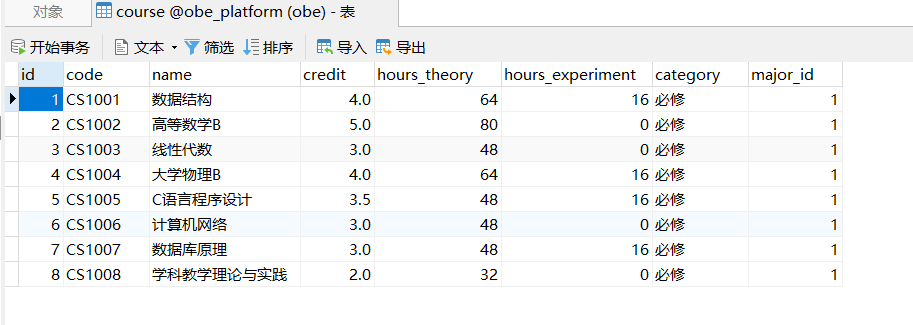 对象 course @obe_platform (obe) - 表
开始事务 文本 筛选 排序 导入 导出
id code name credit hours_theory hours_experiment category major_id
1 CS1001 数据结构 4.0 64 16 必修 1
2 CS1002 高等数学B 5.0 80 0 必修 1
3 CS1003 线性代数 3.0 48 0 必修 1
4 CS1004 大学物理B 4.0 64 16 必修 1
5 CS1005 C语言程序设计 3.5 48 16 必修 1
6 CS1006 计算机网络 3.0 48 0 必修 1
7 CS1007 数据库原理 3.0 48 16 必修 1
8 CS1008 学科教学理论与实践 2.0 32 0 必修 1